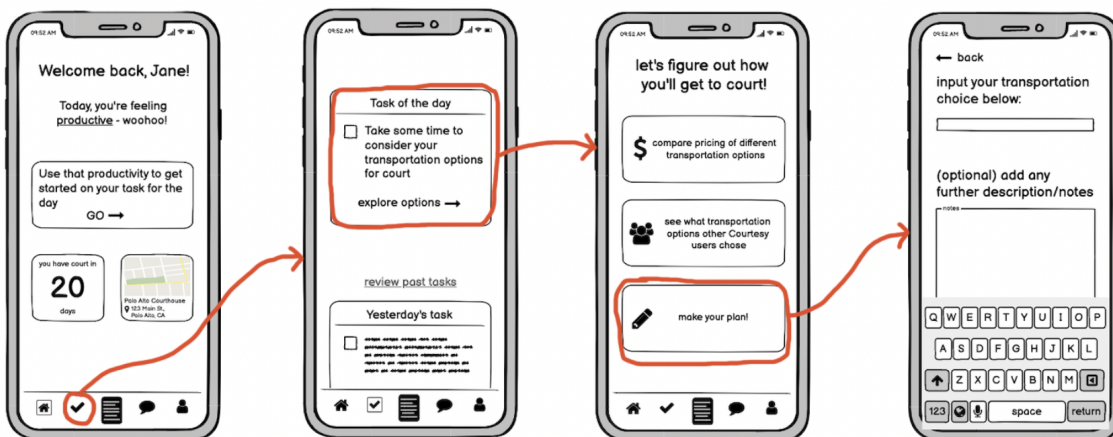 09:52 AM
Welcome back, Jane!
Today, you're feeling
productive - woohoo!
Use that productivity to get
started on your task for the
day
GO →
you have court in
20
days
Palo Alto Courthouse
123 Main St.,
Palo Alto, CA
09:52 AM
Task of the day
Take some time to
consider your
transportation options
for court
explore options →
review past tasks
Yesterday's task
09:52 AM
let's figure out how
you'll get to court!
$
compare pricing of different
transportation options
see what transportation
options other Courtesy
users chose
make your plan!
09:52 AM
← back
input your transportation
choice below:
(optional) add any
further description/notes
notes
Q W E R T Y U I O P
A S D F G H J K L
Z X C V B N M
123 space return